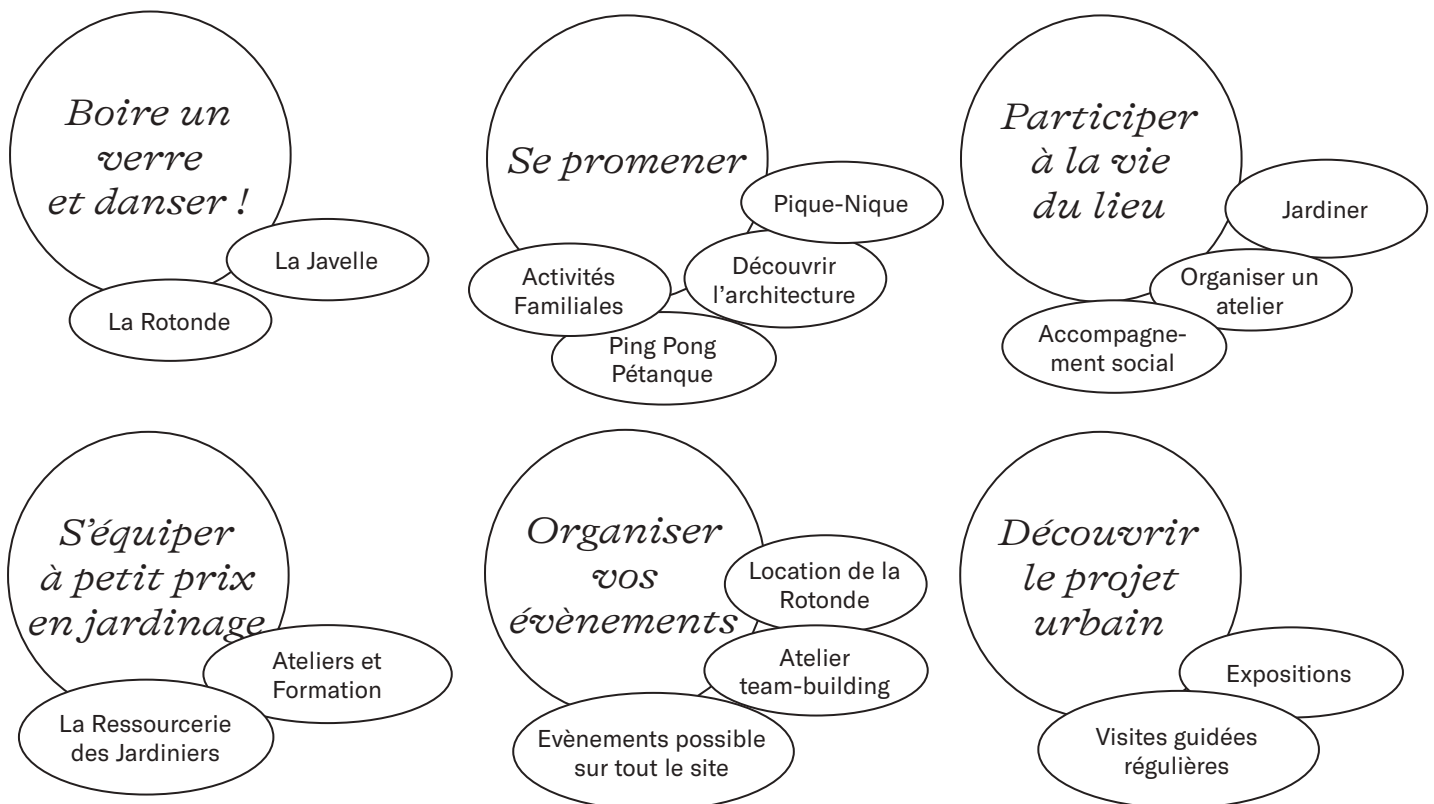 Boire un
verre
et danser !
La Javelle
La Rotonde
Se promener
Pique-Nique
Découvrir
l’architecture
Activités
Familiales
Ping Pong
Pétanque
Participer
à la vie
du lieu
Jardiner
Organiser un
atelier
Accompagne-
ment social
S’équiper
à petit prix
en jardinage
Ateliers et
Formation
La Ressourcerie
des Jardiniers
Organiser
vos
évènements
Location de la
Rotonde
Atelier
team-building
Evènements possible
sur tout le site
Découvrir
le projet
urbain
Expositions
Visites guidées
régulières